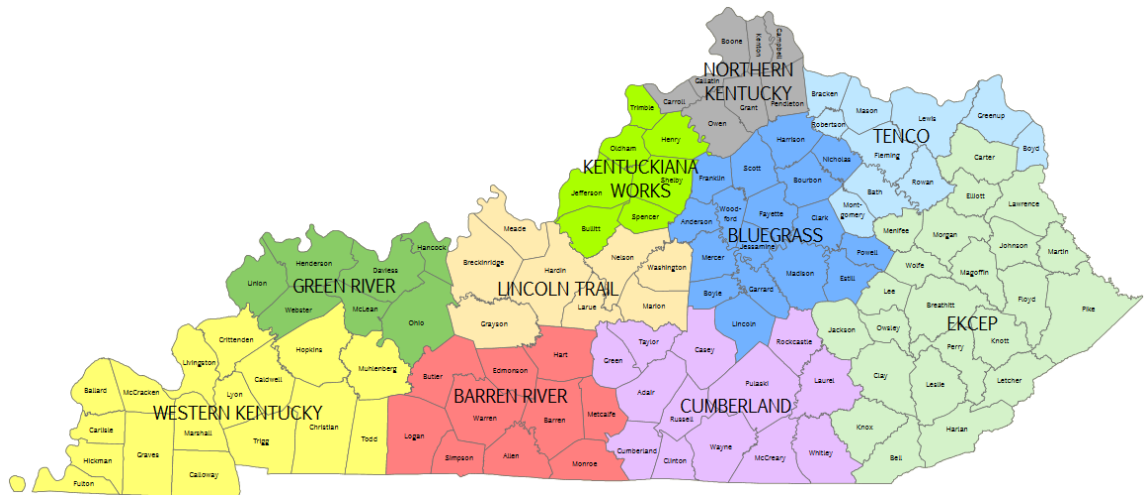 Boone
Kenton
Campbell
NORTHERN
KENTUCKY
Gallatin
Carroll
Grant
Pendleton
Owen
Bracken
Mason
Lewis
Greenup
Robertson
TENCO
Boyd
Fleming
Rowan
Bath
Mont-
gomery
Trimble
Henry
Oldham
KENTUCKIANA
WORKS
Shelby
Jefferson
Spencer
Bullitt
Harrison
Nicholas
Scott
Franklin
Bourbon
Wood-
ford
Fayette
Anderson
Clark
BLUEGRASS
Jessamine
Mercer
Powell
Madison
Estill
Boyle
Garrard
Lincoln
Carter
Elliott
Lawrence
Menifee
Morgan
Johnson
Martin
Wolfe
Magoffin
Lee
Breathitt
Floyd
Pike
Jackson
Owsley
EKCEP
Perry
Knott
Clay
Leslie
Letcher
Knox
Harlan
Bell
Meade
Breckinridge
Hardin
Nelson
Washington
LINCOLN TRAIL
Larue
Marion
Grayson
Hancock
Henderson
Daviess
Union
GREEN RIVER
Webster
McLean
Ohio
Crittenden
Livingston
Hopkins
Muhlenberg
Caldwell
Lyon
Ballard
McCracken
WESTERN KENTUCKY
Carlisle
Marshall
Christian
Graves
Trigg
Todd
Hickman
Calloway
Fulton
Hart
Edmonson
Butler
BARREN RIVER
Metcalfe
Warren
Barren
Logan
Simpson
Allen
Monroe
Rockcastle
Taylor
Casey
Green
Pulaski
Laurel
Adair
CUMBERLAND
Russell
Cumberland
Wayne
Whitley
Clinton
McCreary